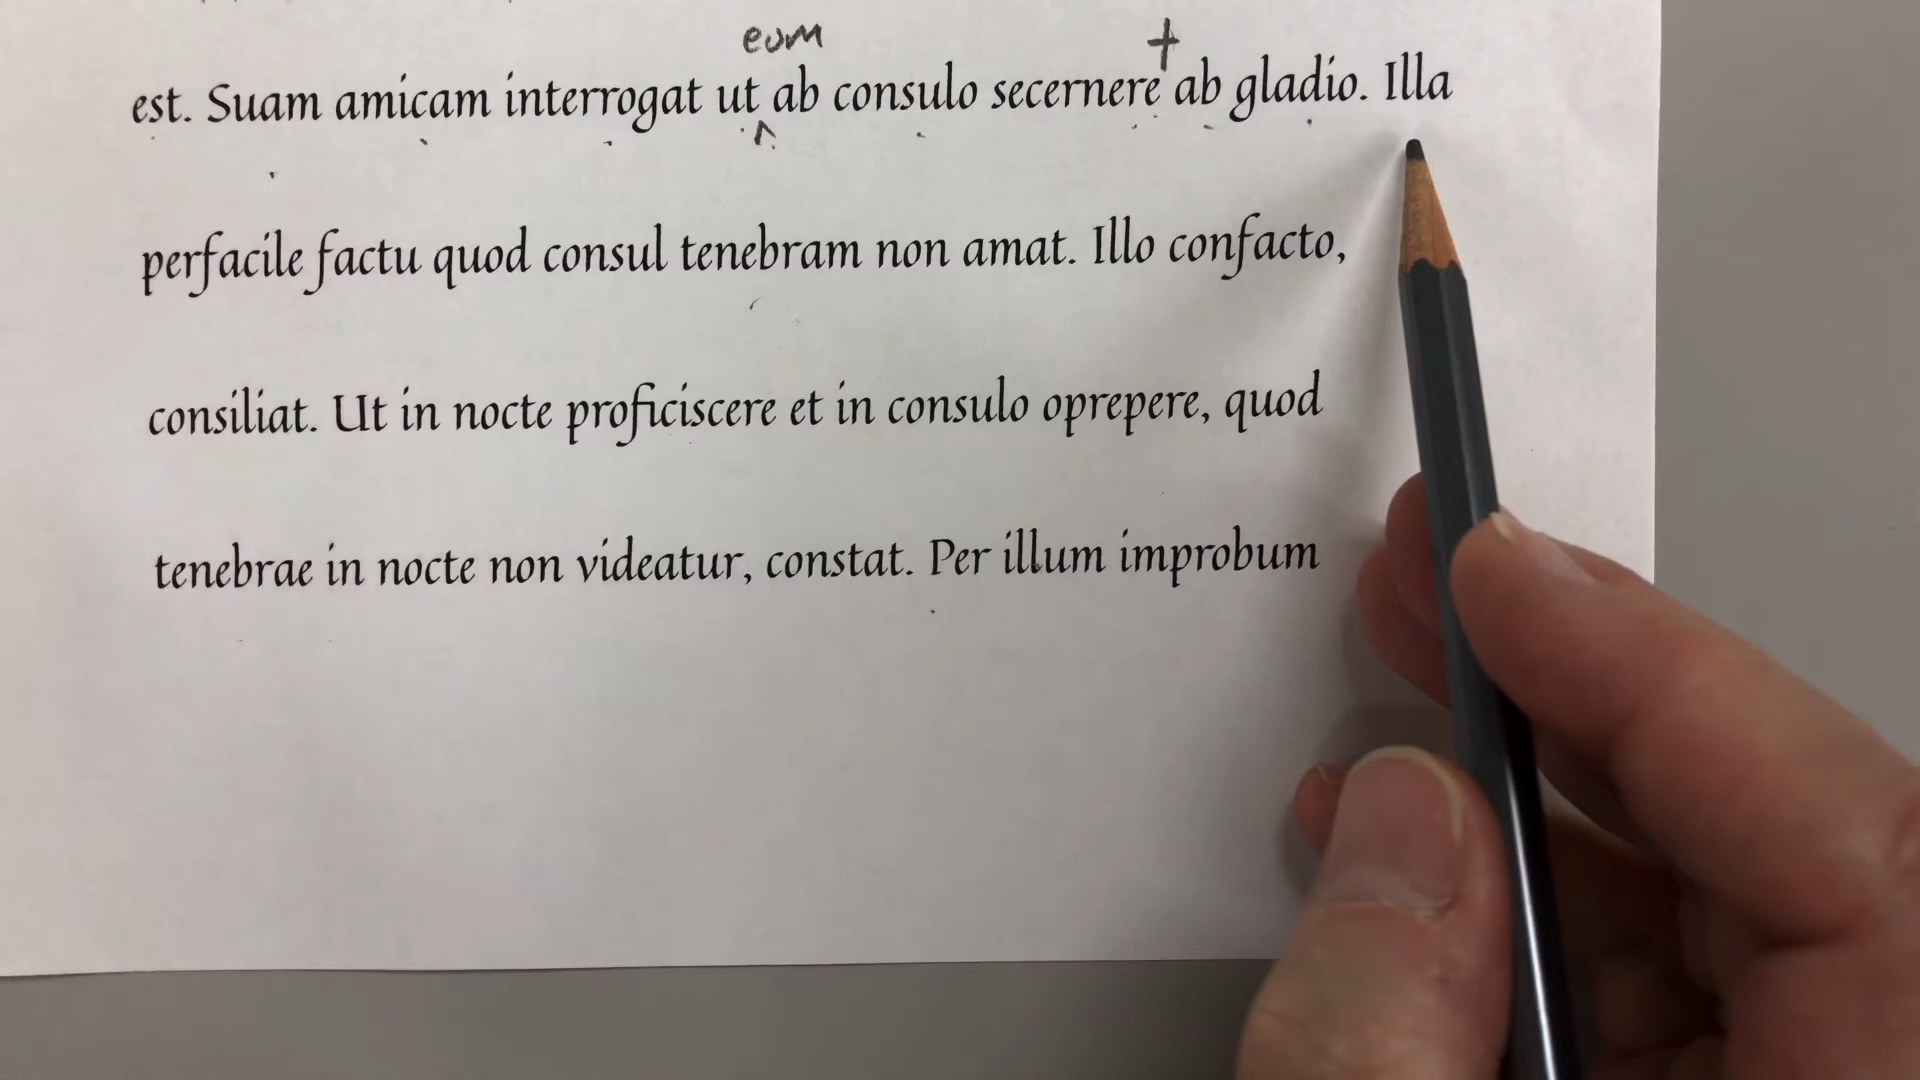 eum +
est. Suam amicam interrogat ut ab consulo secernere ab gladio. Illa
^
perfacile factu quod consul tenebram non amat. Illo confacto,
consiliat. Ut in nocte proficiscere et in consulo oprepere, quod
tenebrae in nocte non videatur, constat. Per illum improbum